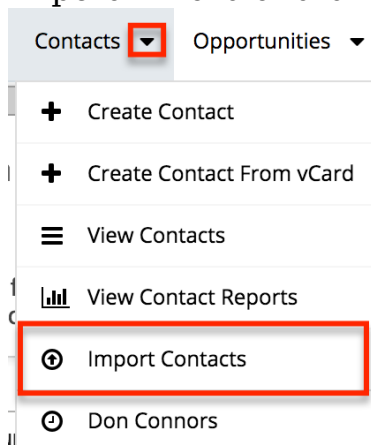 Contacts Opportunities
Create Contact
Create Contact From vCard
View Contacts
View Contact Reports
Import Contacts
Don Connors